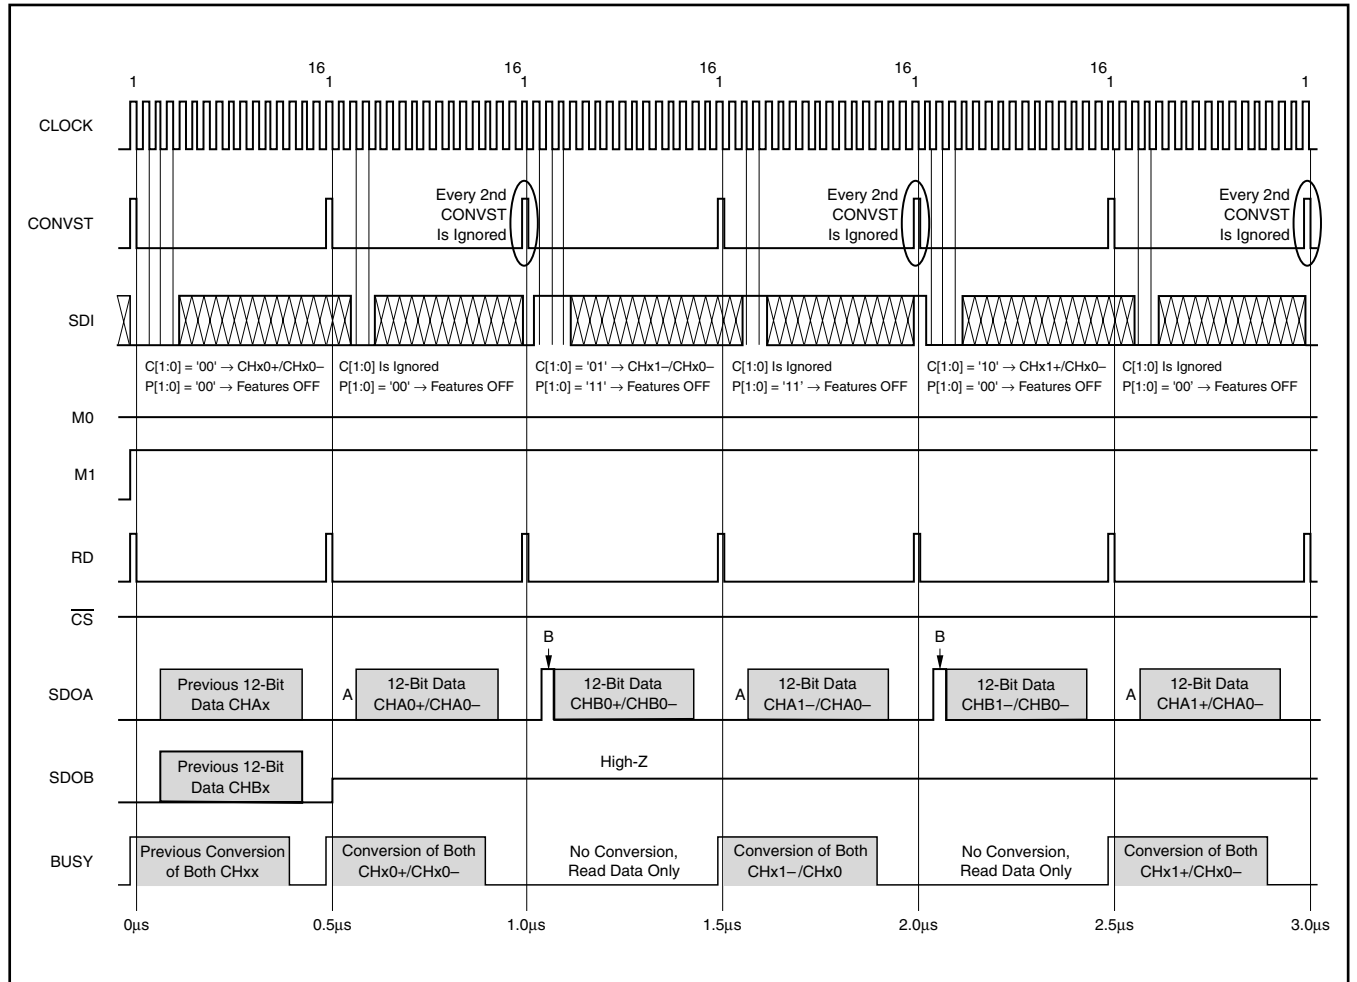 16 16 16 16 16
1 1 1 1 1 1 1
CLOCK
CONVST
Every 2nd
CONVST
Is Ignored
Every 2nd
CONVST
Is Ignored
Every 2nd
CONVST
Is Ignored
SDI
C[1:0] = '00' → CHx0+/CHx0–
P[1:0] = '00' → Features OFF
C[1:0] Is Ignored
P[1:0] = '00' → Features OFF
C[1:0] = '01' → CHx1–/CHx0–
P[1:0] = '11' → Features OFF
C[1:0] Is Ignored
P[1:0] = '11’ → Features OFF
C[1:0] = '10' → CHx1+/CHx0–
P[1:0] = '00' → Features OFF
C[1:0] Is Ignored
P[1:0] = '00’ → Features OFF
M0
M1
RD
CS
SDOA
Previous 12-Bit
Data CHAx
A
12-Bit Data
CHA0+/CHA0–
B
12-Bit Data
CHB0+/CHB0–
A
12-Bit Data
CHA1–/CHA0–
B
12-Bit Data
CHB1–/CHB0–
A
12-Bit Data
CHA1+/CHA0–
SDOB
Previous 12-Bit
Data CHBx
High-Z
BUSY
Previous Conversion
of Both CHxx
Conversion of Both
CHx0+/CHx0–
No Conversion,
Read Data Only
Conversion of Both
CHx1–/CHx0
No Conversion,
Read Data Only
Conversion of Both
CHx1+/CHx0–
0μs 0.5μs 1.0μs 1.5μs 2.0μs 2.5μs 3.0μs